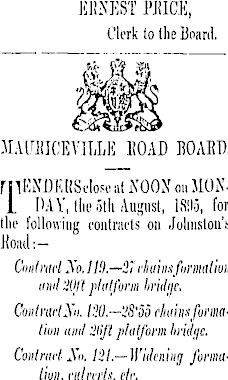 ERNEST PRICE,
Clerk to the Board.
MAURICEVILLE ROAD BOARD
TENDERS close at NOON on MON-
DAY, the 5th August, 1895, for
the following contracts on Johnston's
Road:—
Contract No. 119.—27 chains formation
and 20ft platform bridge.
Contract No. 120.—28·55 chains forma-
tion and 26ft platform bridge.
Contract No. 121.—Widening forma-
tion, culverts, etc.